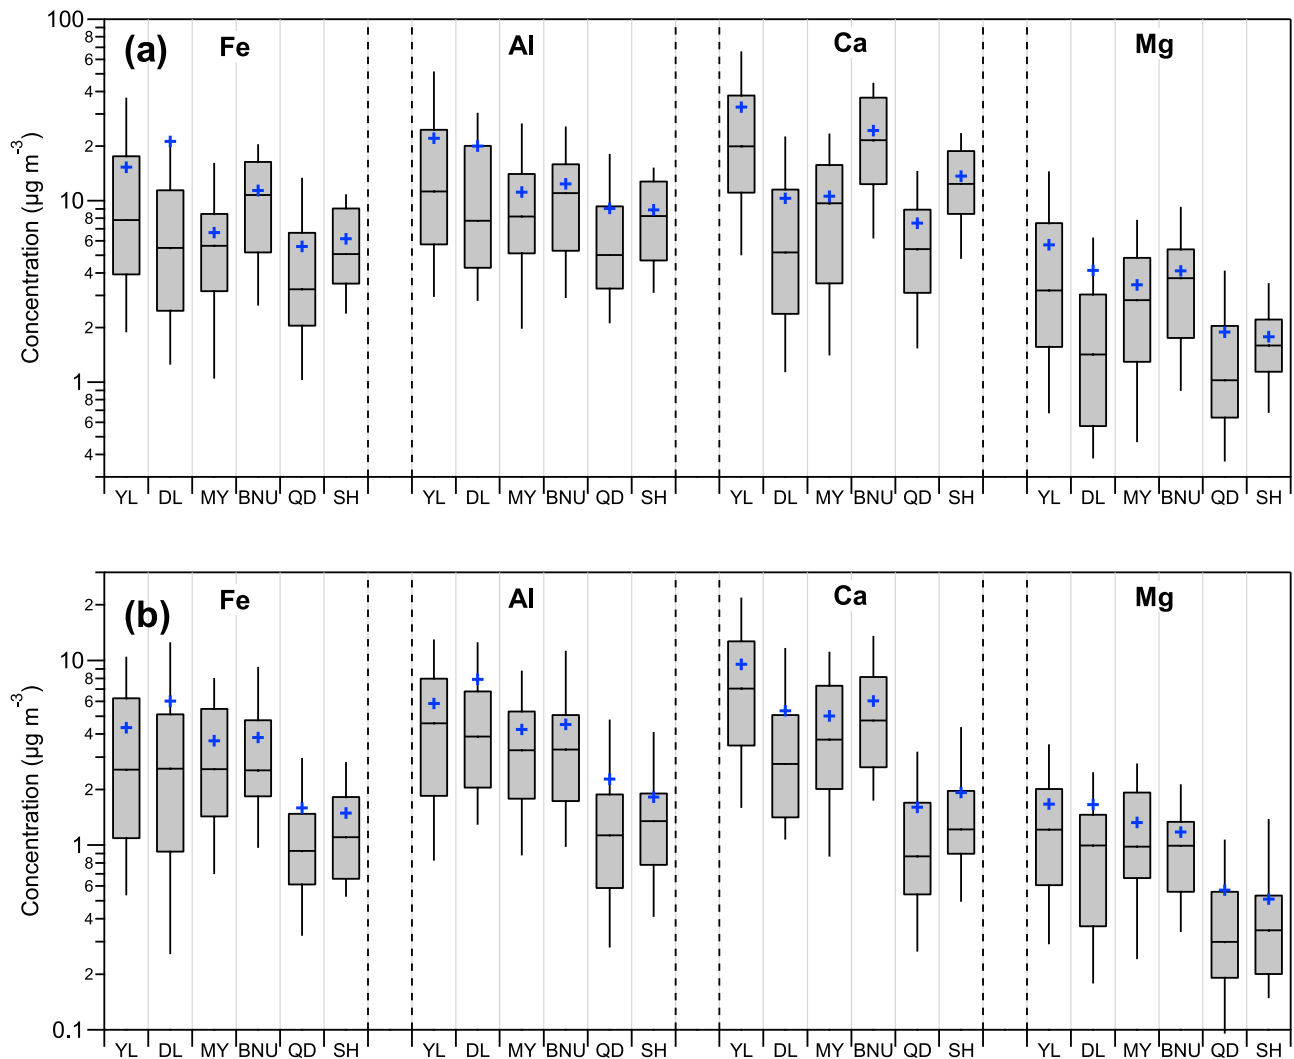 (a)
Fe
Al
Ca
Mg
Concentration (µg m⁻³)
100
8
6
4
2
10
8
6
4
2
1
8
6
4
YL DL MY BNU QD SH YL DL MY BNU QD SH YL DL MY BNU QD SH YL DL MY BNU QD SH
(b)
Fe
Al
Ca
Mg
Concentration (µg m⁻³)
2
10
8
6
4
2
1
8
6
4
2
0.1
YL DL MY BNU QD SH YL DL MY BNU QD SH YL DL MY BNU QD SH YL DL MY BNU QD SH